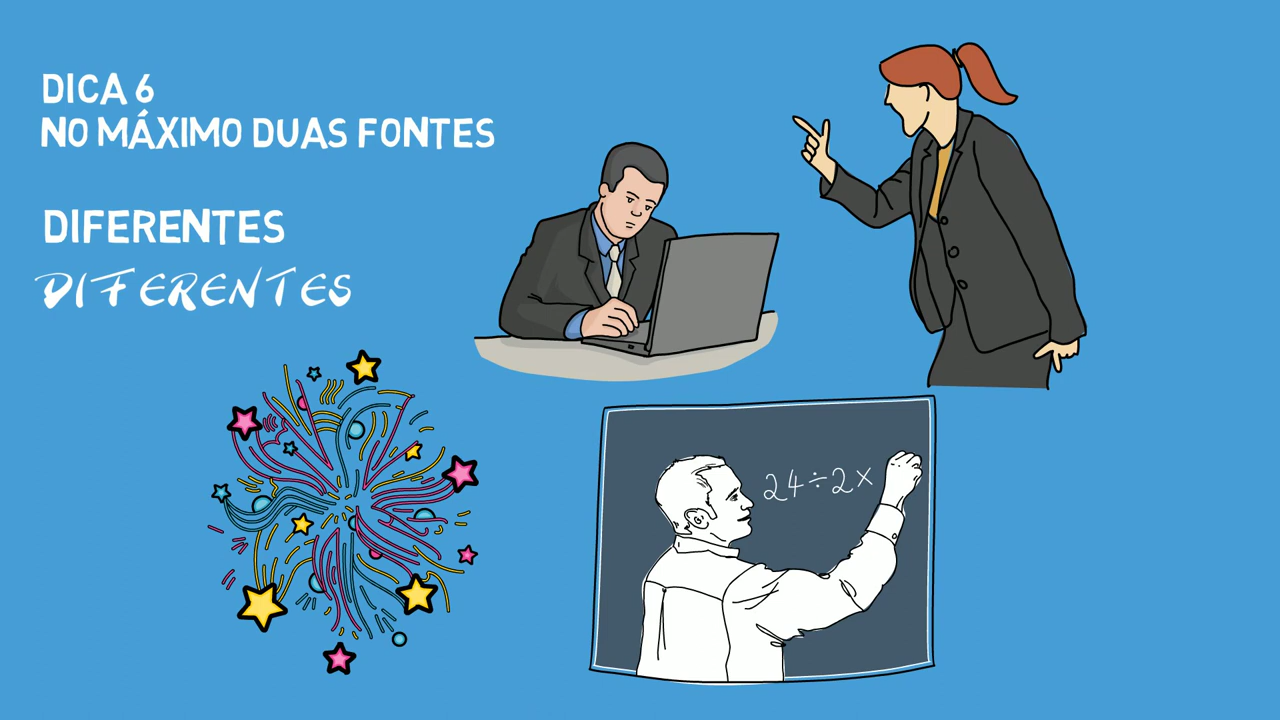 DICA 6
NO MÁXIMO DUAS FONTES
DIFERENTES
DIFERENTES
24÷2×